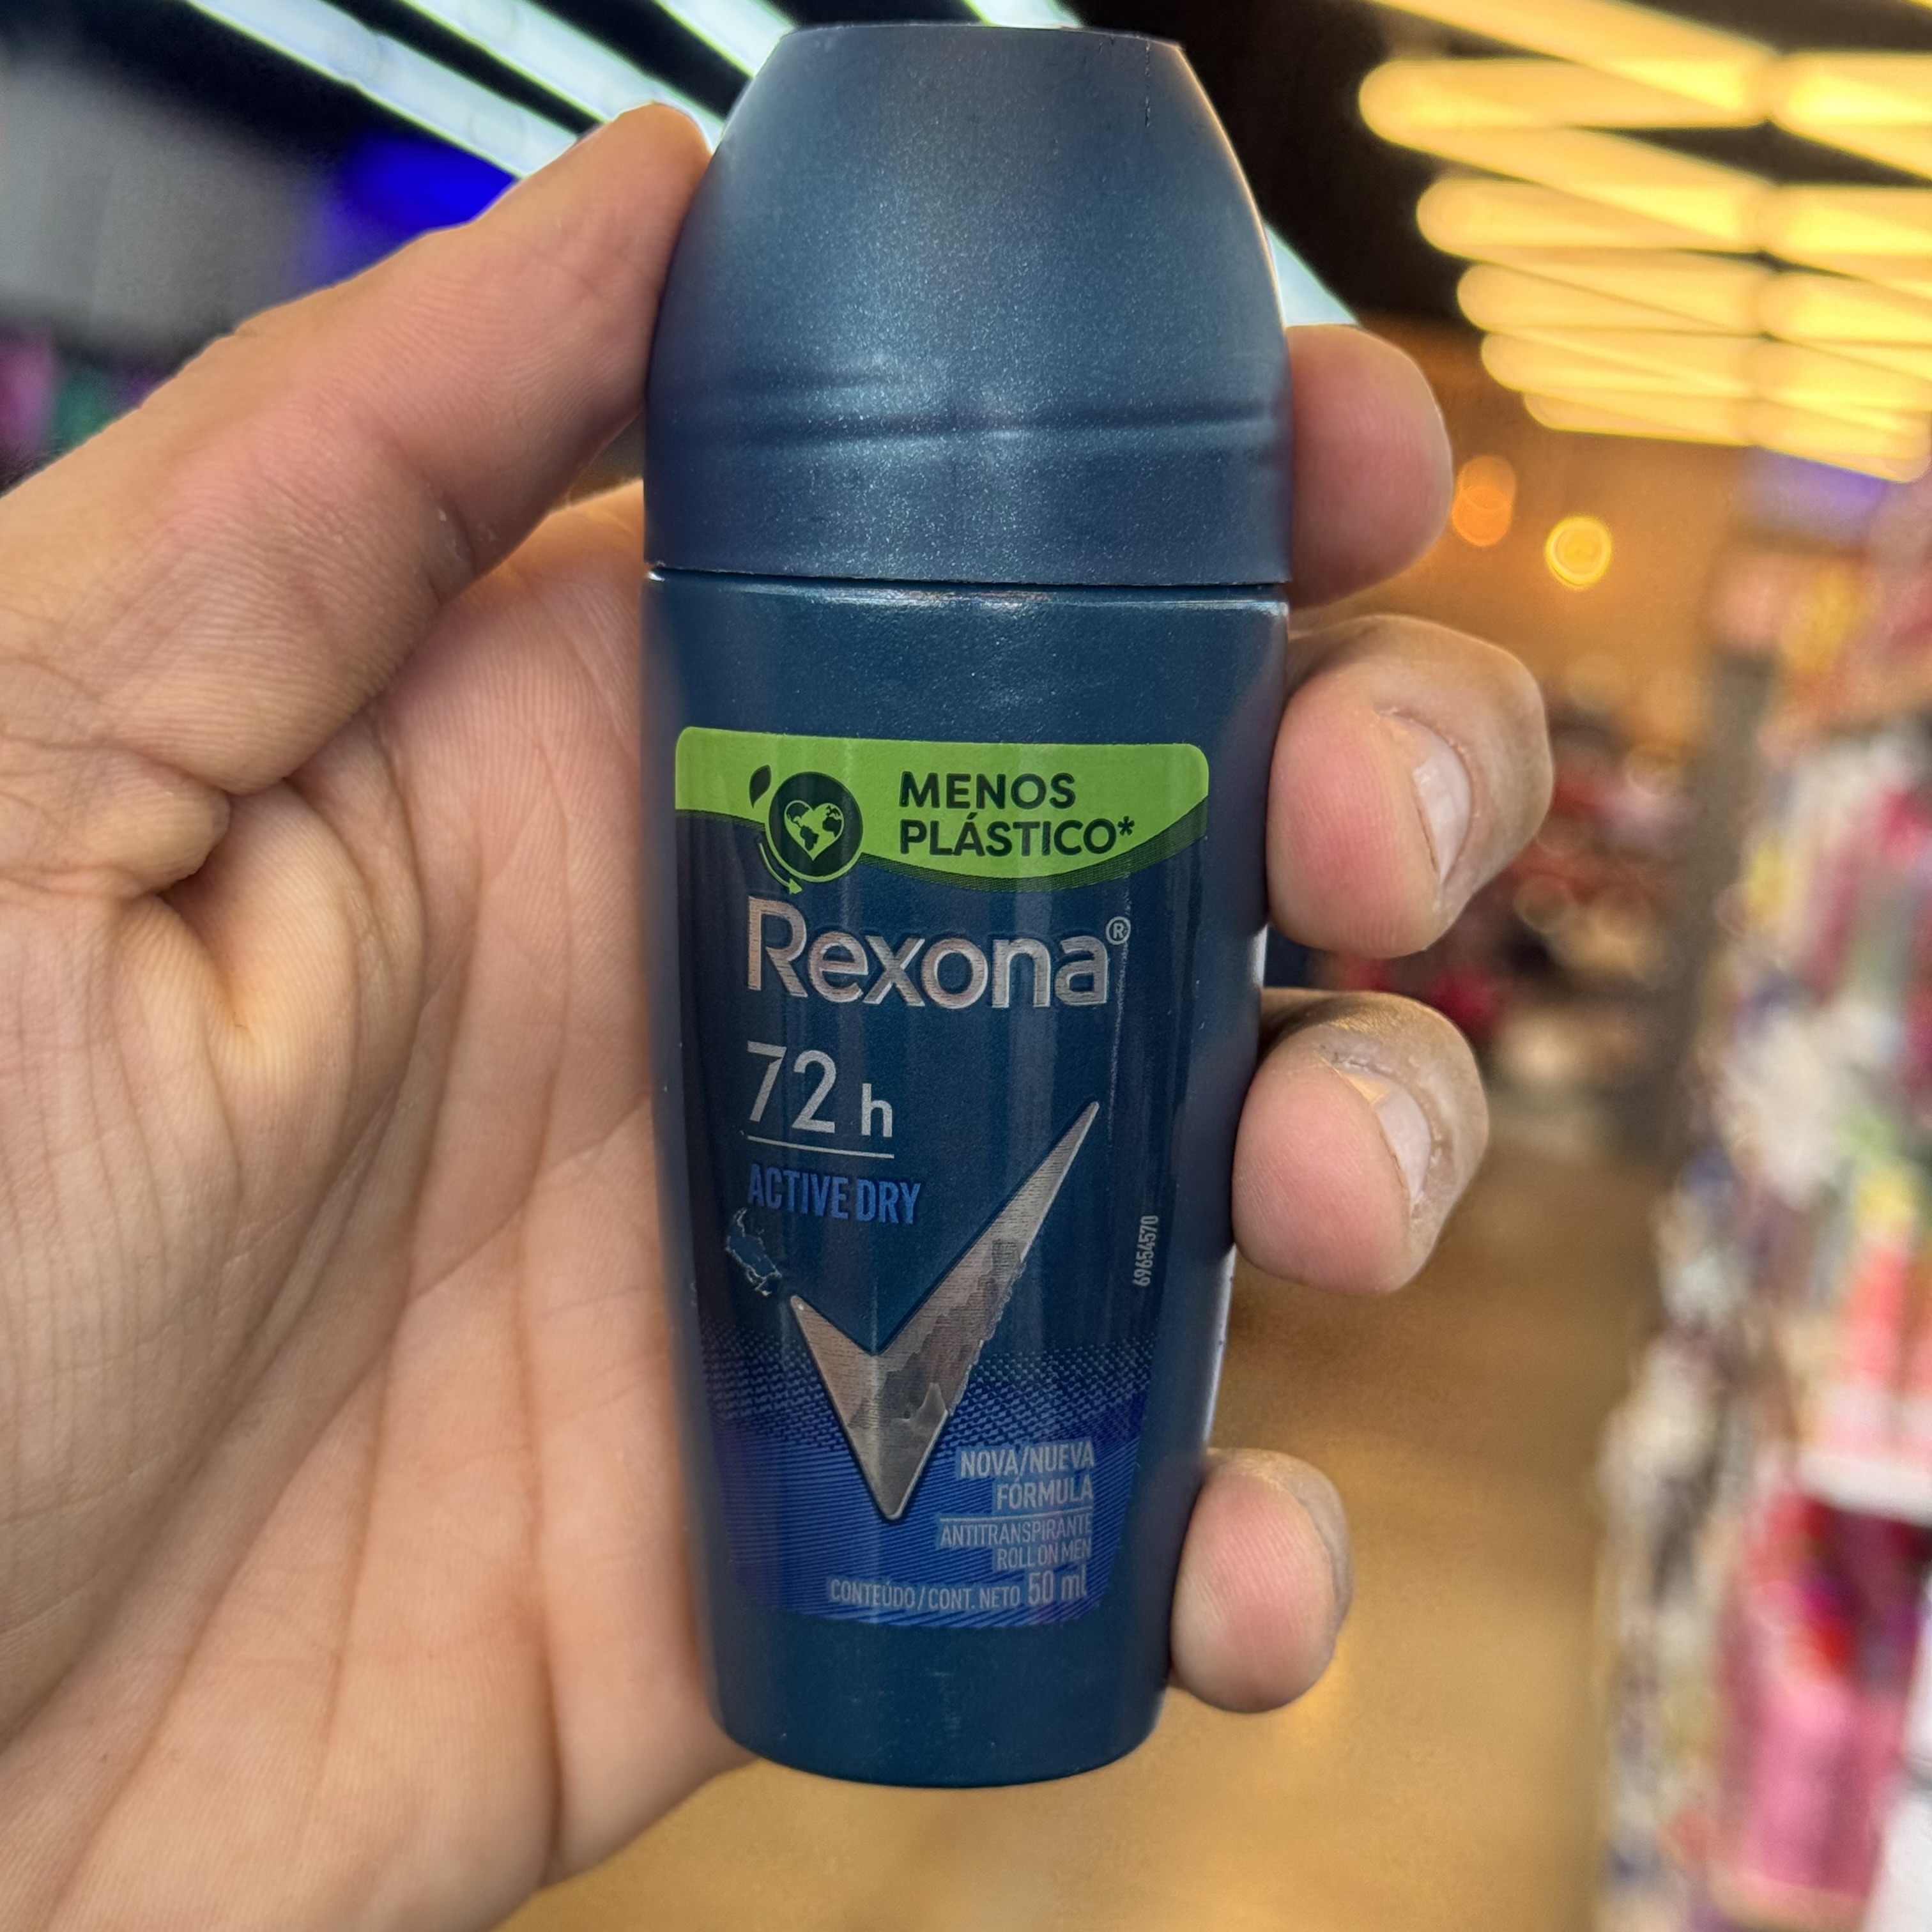 MENOS
PLÁSTICO*
Rexona®
72 h
ACTIVE DRY
69654570
NOVA/NUEVA
FÓRMULA
ANTITRANSPIRANTE
ROLL ON MEN
CONTEÚDO/CONT. NETO 50 ml